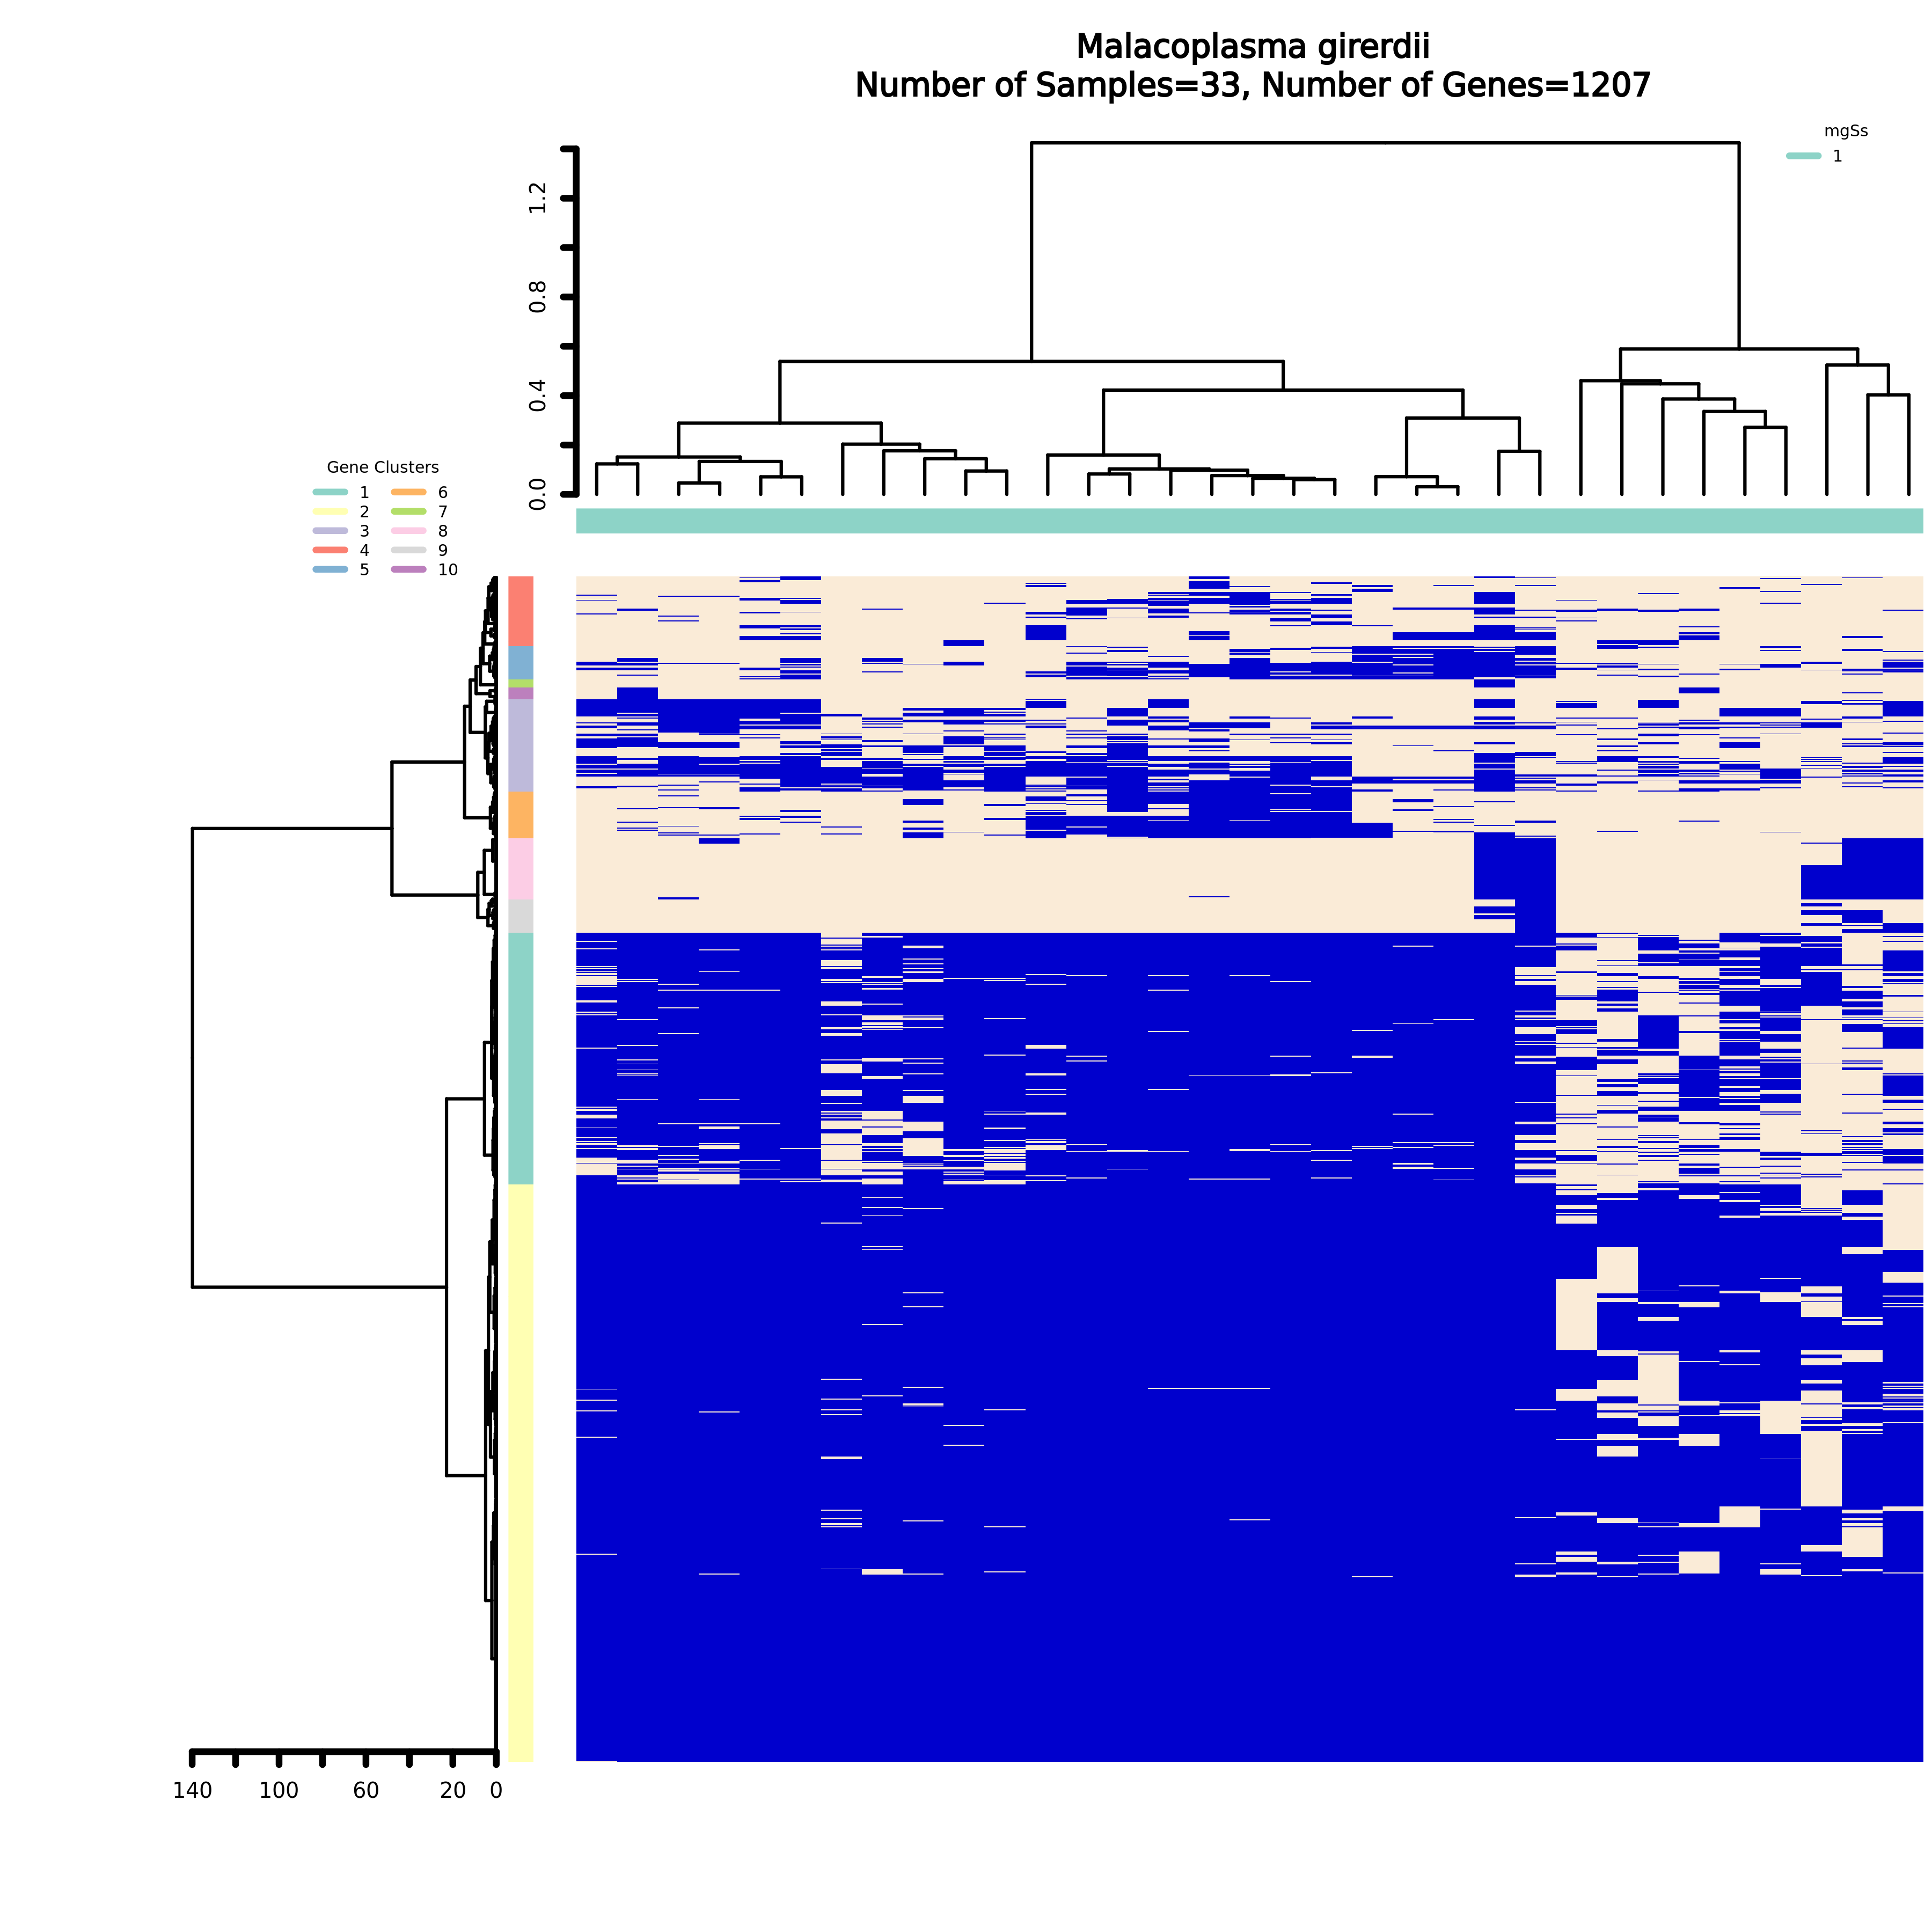 Malacoplasma girerdii
Number of Samples=33, Number of Genes=1207
mgSs
1
1.2
0.8
0.4
0.0
Gene Clusters
1 6
2 7
3 8
4 9
5 10
140 100 60 20 0